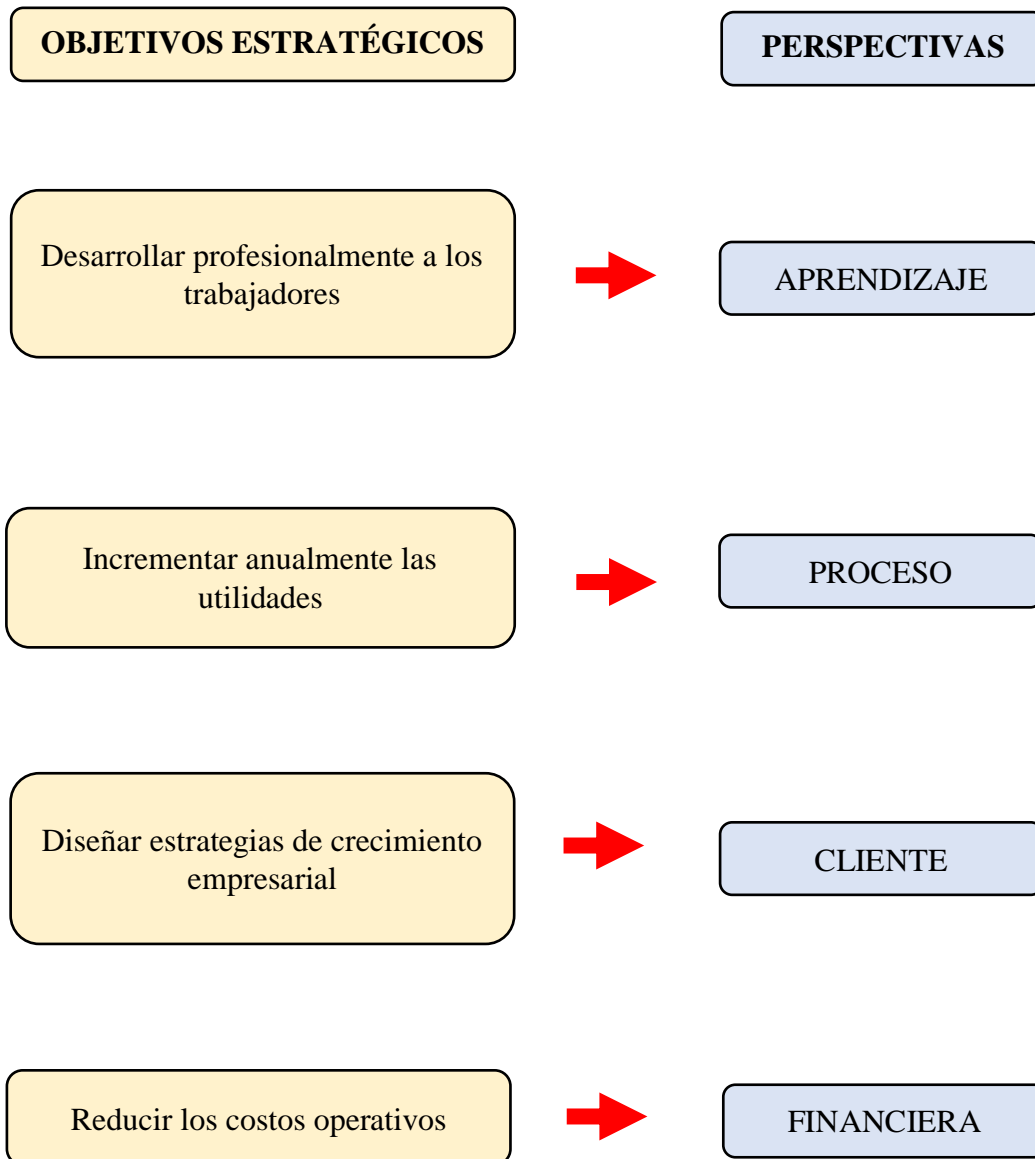 OBJETIVOS ESTRATÉGICOS
PERSPECTIVAS
Desarrollar profesionalmente a los
trabajadores
APRENDIZAJE
Incrementar anualmente las
utilidades
PROCESO
Diseñar estrategias de crecimiento
empresarial
CLIENTE
Reducir los costos operativos
FINANCIERA